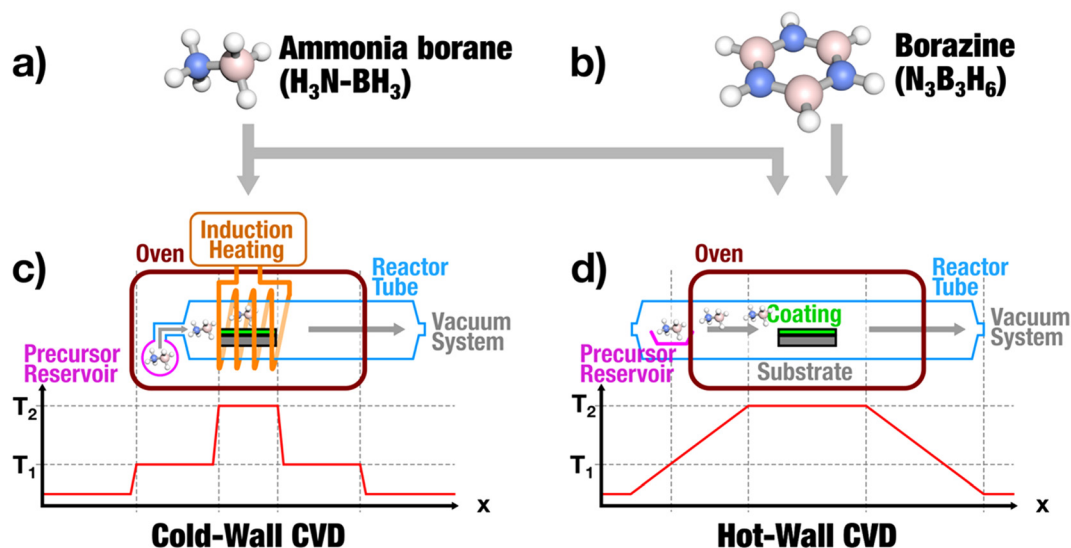 a)
Ammonia borane
(H₃N-BH₃)
b)
Borazine
(N₃B₃H₆)
c)
Induction
Heating
Oven
Reactor
Tube
Vacuum
System
Precursor
Reservoir
T₂
T₁
x
Cold-Wall CVD
d)
Oven
Reactor
Tube
Coating
Vacuum
System
Precursor
Reservoir
Substrate
T₂
T₁
x
Hot-Wall CVD